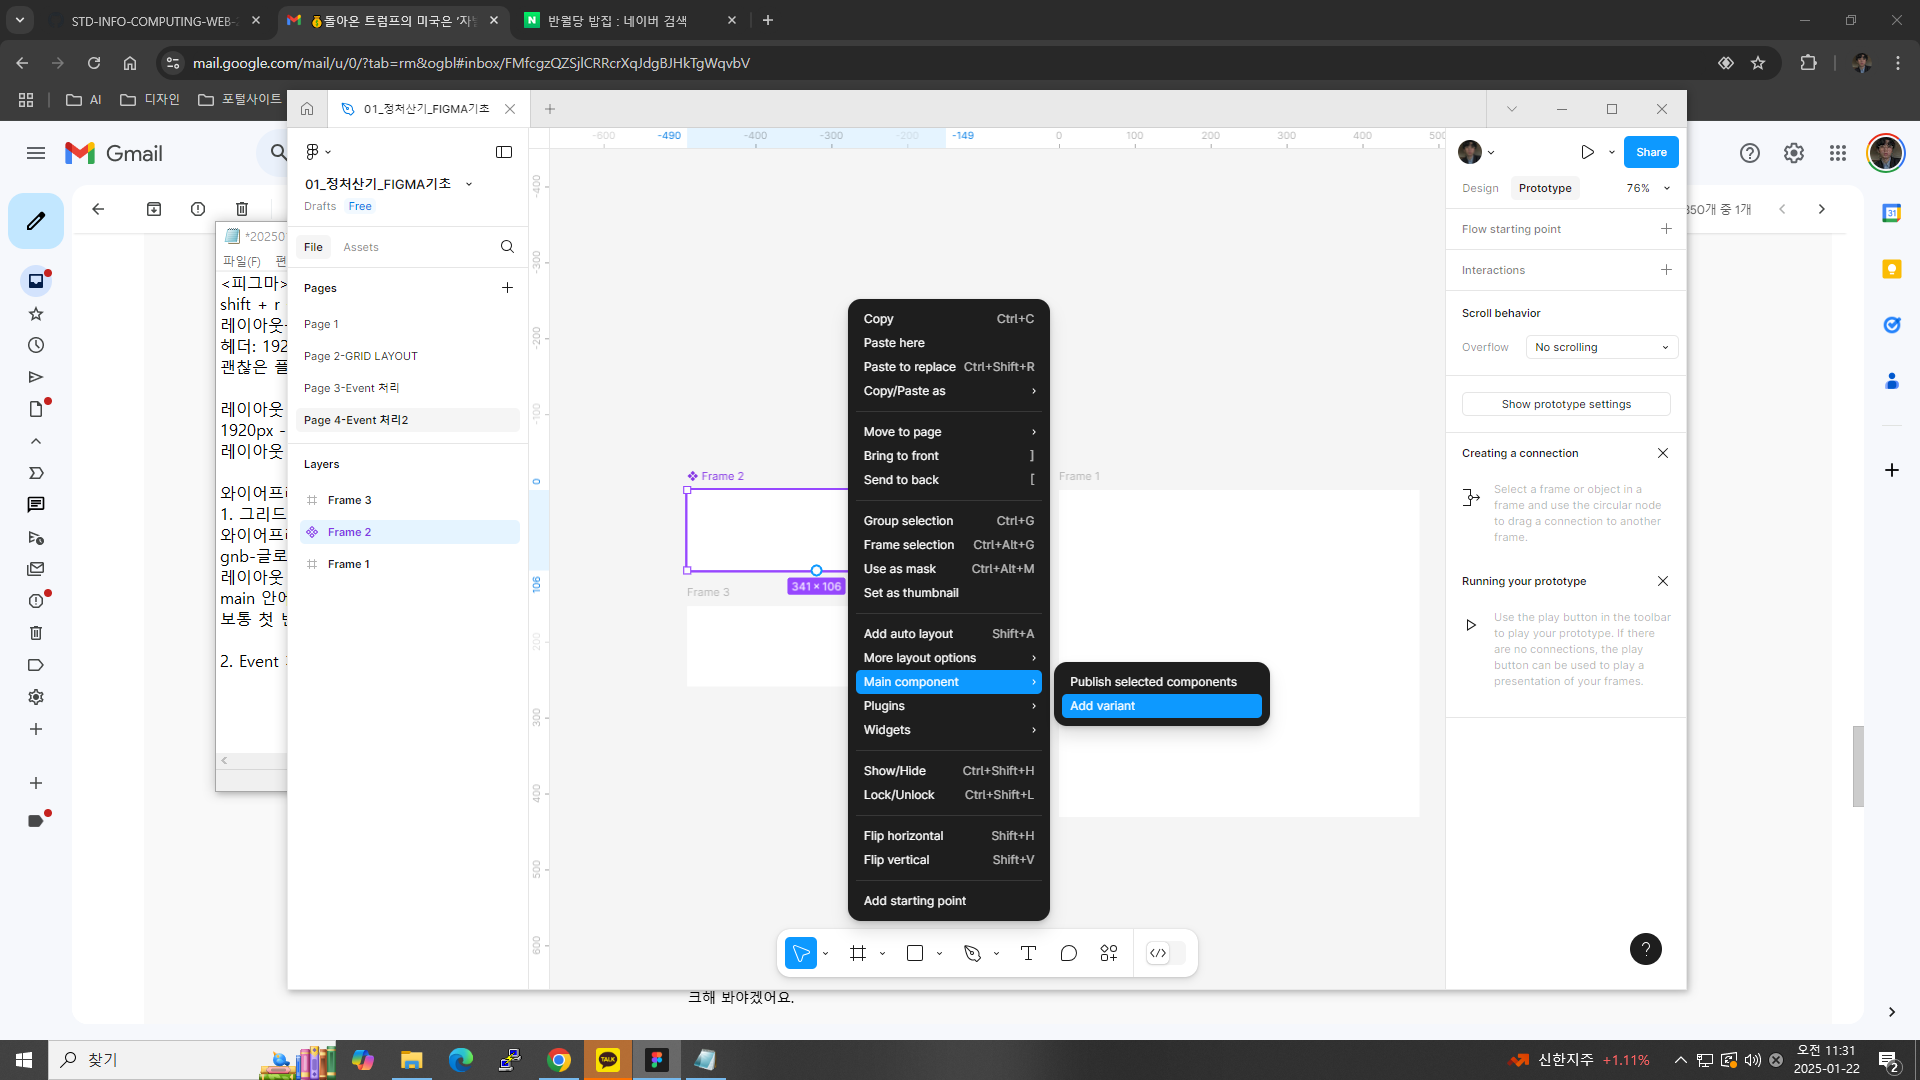 STD-INFO-COMPUTING-WEB-
💰돌아온 트럼프의 미국은 '자
반월당 밥집 : 네이버 검색
mail.google.com/mail/u/0/?tab=rm&ogbl#inbox/FMfcgzQZSjlCRRcrXqJdgBJHkTgWqvbV
AI
디자인
포털사이트
Gmail
350개 중 1개
*20250
파일(F)
<피그마>
shift + r
레이아웃
헤더: 192
괜찮은 플
레이아웃
1920px -
레이아웃
와이어프
1. 그리드
와이어프
gnb-글로
레이아웃
main 안에
보통 첫 번
2. Event
01_정처산기_FIGMA기초
01_정처산기_FIGMA기초
Drafts Free
File Assets
Pages
Page 1
Page 2-GRID LAYOUT
Page 3-Event 처리
Page 4-Event 처리2
Layers
Frame 3
Frame 2
Frame 1
-600 -490 -400 -300 -200 -149 0 100 200 300 400 500
-400
-300
-200
-100
0
106
200
300
400
500
600
Frame 2
341 × 106
Frame 3
Frame 1
Copy Ctrl+C
Paste here
Paste to replace Ctrl+Shift+R
Copy/Paste as
Move to page
Bring to front ]
Send to back [
Group selection Ctrl+G
Frame selection Ctrl+Alt+G
Use as mask Ctrl+Alt+M
Set as thumbnail
Add auto layout Shift+A
More layout options
Main component
Plugins
Widgets
Show/Hide Ctrl+Shift+H
Lock/Unlock Ctrl+Shift+L
Flip horizontal Shift+H
Flip vertical Shift+V
Add starting point
Publish selected components
Add variant
Share
Design Prototype 76%
Flow starting point
Interactions
Scroll behavior
Overflow No scrolling
Show prototype settings
Creating a connection
Select a frame or object in a
frame and use the circular node
to drag a connection to another
frame.
Running your prototype
Use the play button in the toolbar
to play your prototype. If there
are no connections, the play
button can be used to play a
presentation of your frames.
?
크해 봐야겠어요.
찾기
TALK
신한지주 +1.11%
오전 11:31
2025-01-22
2